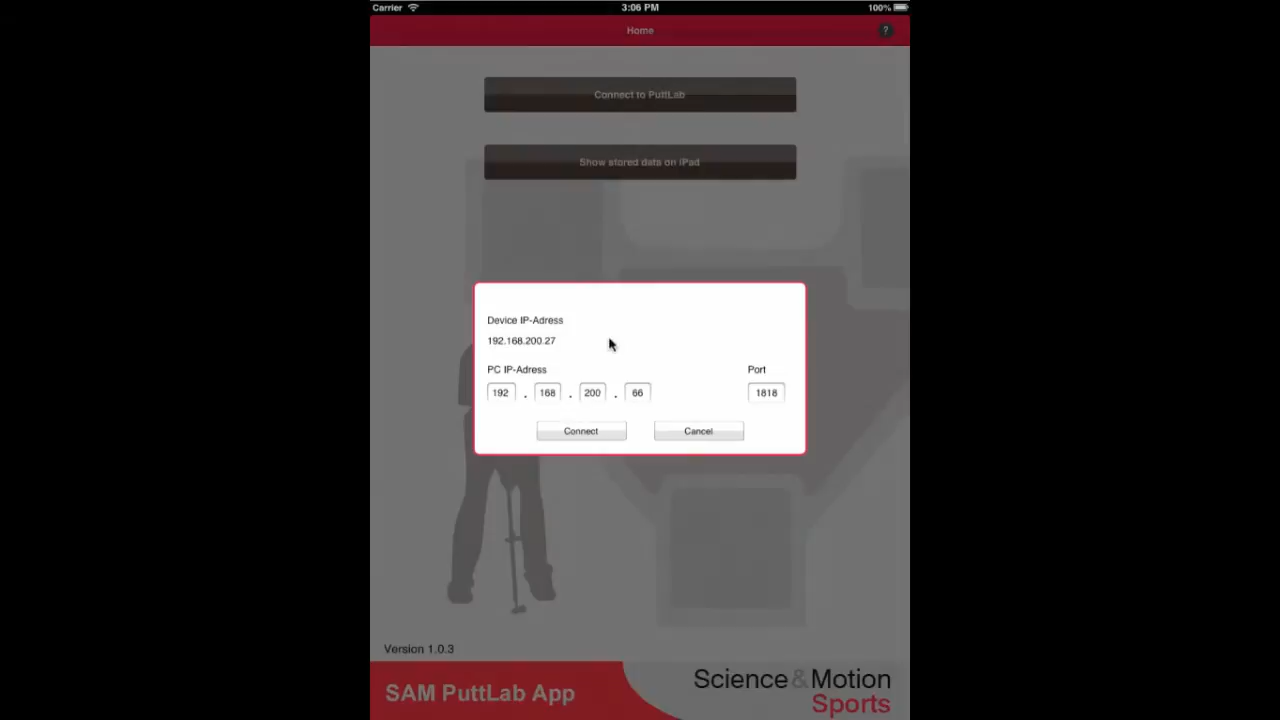 Carrier 3:06 PM 100%
Home ?
Connect to PuttLab
Show stored data on iPad
Device IP-Adress
192.168.200.27
PC IP-Adress Port
192 . 168 . 200 . 66 1818
Connect Cancel
Version 1.0.3
SAM PuttLab App
Science&Motion
Sports